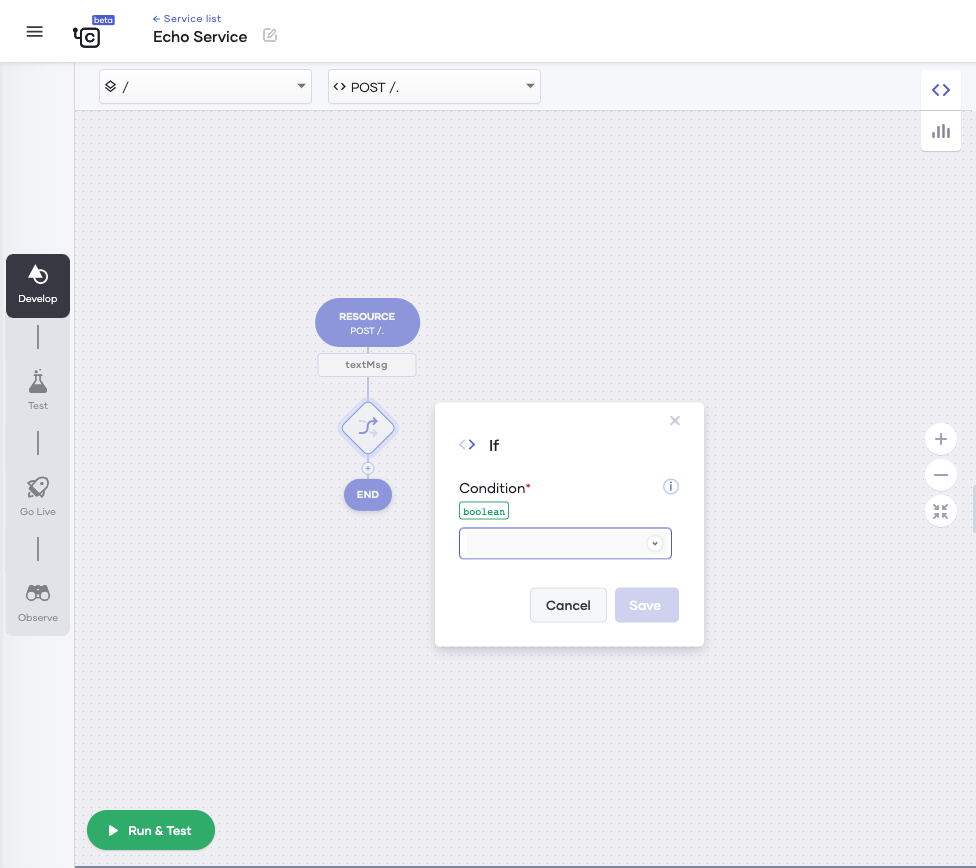 beta
C
← Service list
Echo Service
/
<> POST /.
<>
Develop
Test
Go Live
Observe
RESOURCE
POST /.
textMsg
END
<> If
Condition*
i
boolean
Cancel
Save
Run & Test